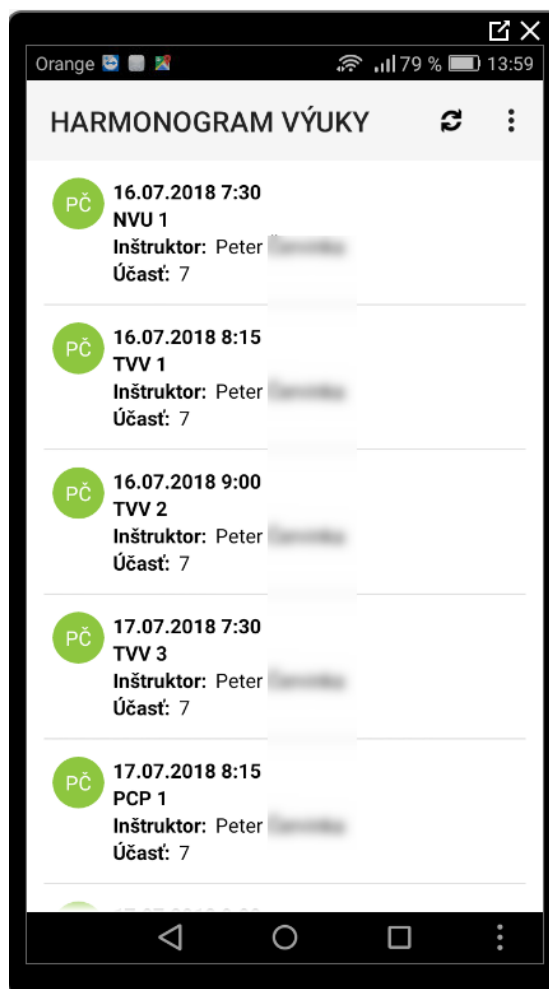 Orange 79 % 13:59
HARMONOGRAM VÝUKY
PČ
16.07.2018 7:30
NVU 1
Inštruktor: Peter
Účasť: 7
PČ
16.07.2018 8:15
TVV 1
Inštruktor: Peter
Účasť: 7
PČ
16.07.2018 9:00
TVV 2
Inštruktor: Peter
Účasť: 7
PČ
17.07.2018 7:30
TVV 3
Inštruktor: Peter
Účasť: 7
PČ
17.07.2018 8:15
PCP 1
Inštruktor: Peter
Účasť: 7